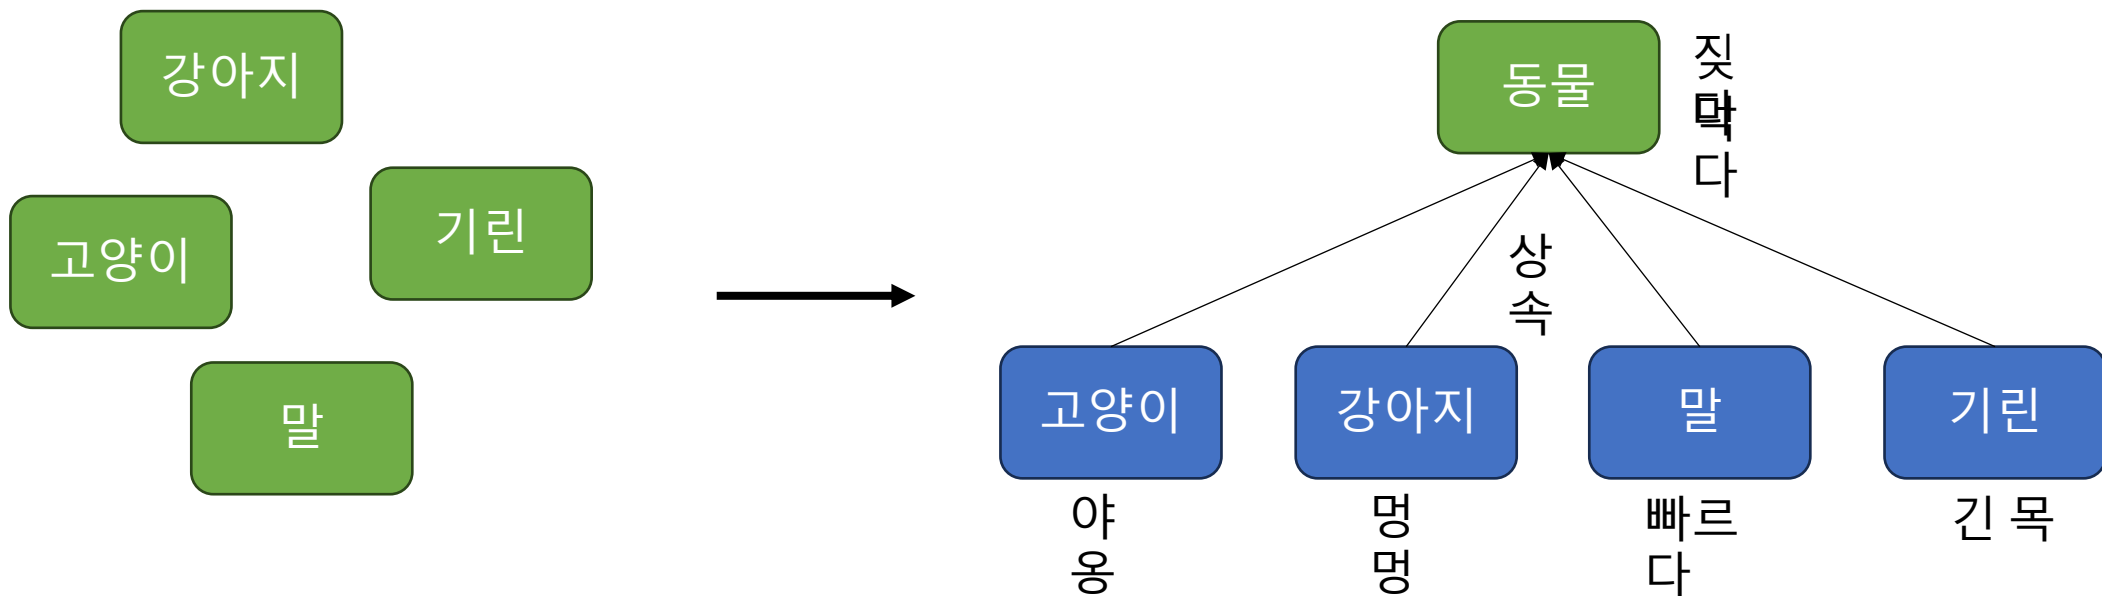 강아지
고양이
기린
말
동물
짖
다
먹
다
상
속
고양이
강아지
말
기린
야
옹
멍
멍
빠르
다
긴 목